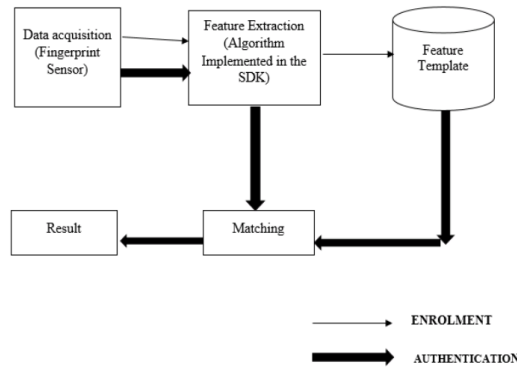 Data acquisition
(Fingerprint
Sensor)
Feature Extraction
(Algorithm
Implemented in the
SDK)
Feature
Template
Result
Matching
ENROLMENT
AUTHENTICATION